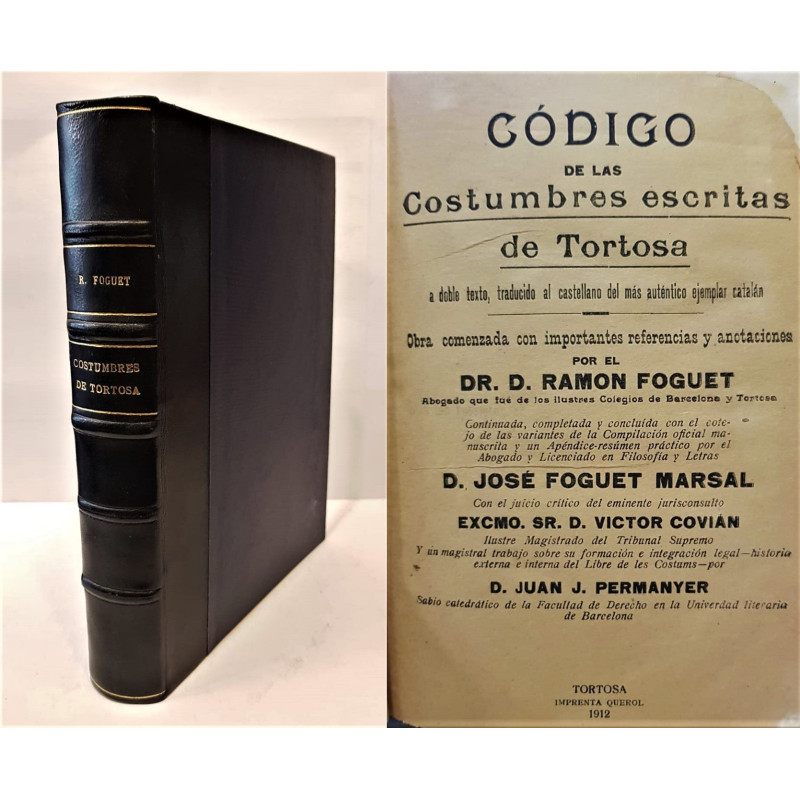 R. FOGUET
COSTUMBRES
DE TORTOSA
CÓDIGO
DE LAS
Costumbres escritas
de Tortosa
a doble texto, traducido al castellano del más auténtico ejemplar catalán
Obra comenzada con importantes referencias y anotaciones
POR EL
DR. D. RAMON FOGUET
Abogado que fué de los ilustres Colegios de Barcelona y Tortosa
Continuada, completada y concluída con el cote-
jo de las variantes de la Compilación oficial ma-
nuscrita y un Apéndice-resúmen práctico por el
Abogado y Licenciado en Filosofía y Letras
D. JOSÉ FOGUET MARSAL
Con el juicio crítico del eminente jurisconsulto
EXCMO. SR. D. VICTOR COVIÁN
Ilustre Magistrado del Tribunal Supremo
Y un magistral trabajo sobre su formación e integración legal—historia
externa e interna del Libre de les Costums—por
D. JUAN J. PERMANYER
Sabio catedrático de la Facultad de Derecho en la Univerdad literaria
de Barcelona
TORTOSA
IMPRENTA QUEROL
1912